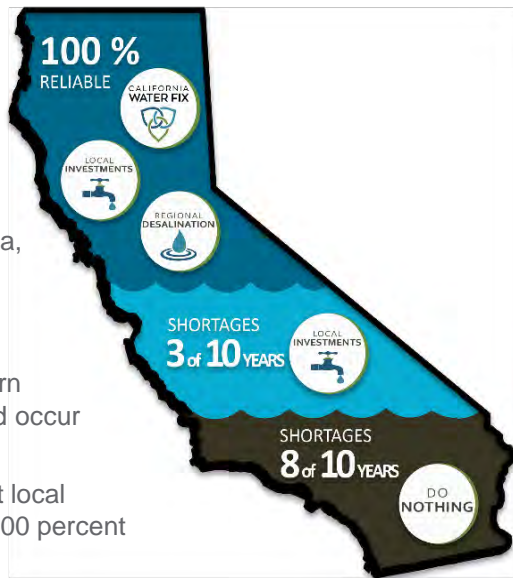 100 %
RELIABLE
CALIFORNIA
WATER FIX
LOCAL
INVESTMENTS
REGIONAL
DESALINATION
a,
SHORTAGES
3 of 10 YEARS
LOCAL
INVESTMENTS
rn
d occur
SHORTAGES
8 of 10 YEARS
t local
00 percent
DO
NOTHING